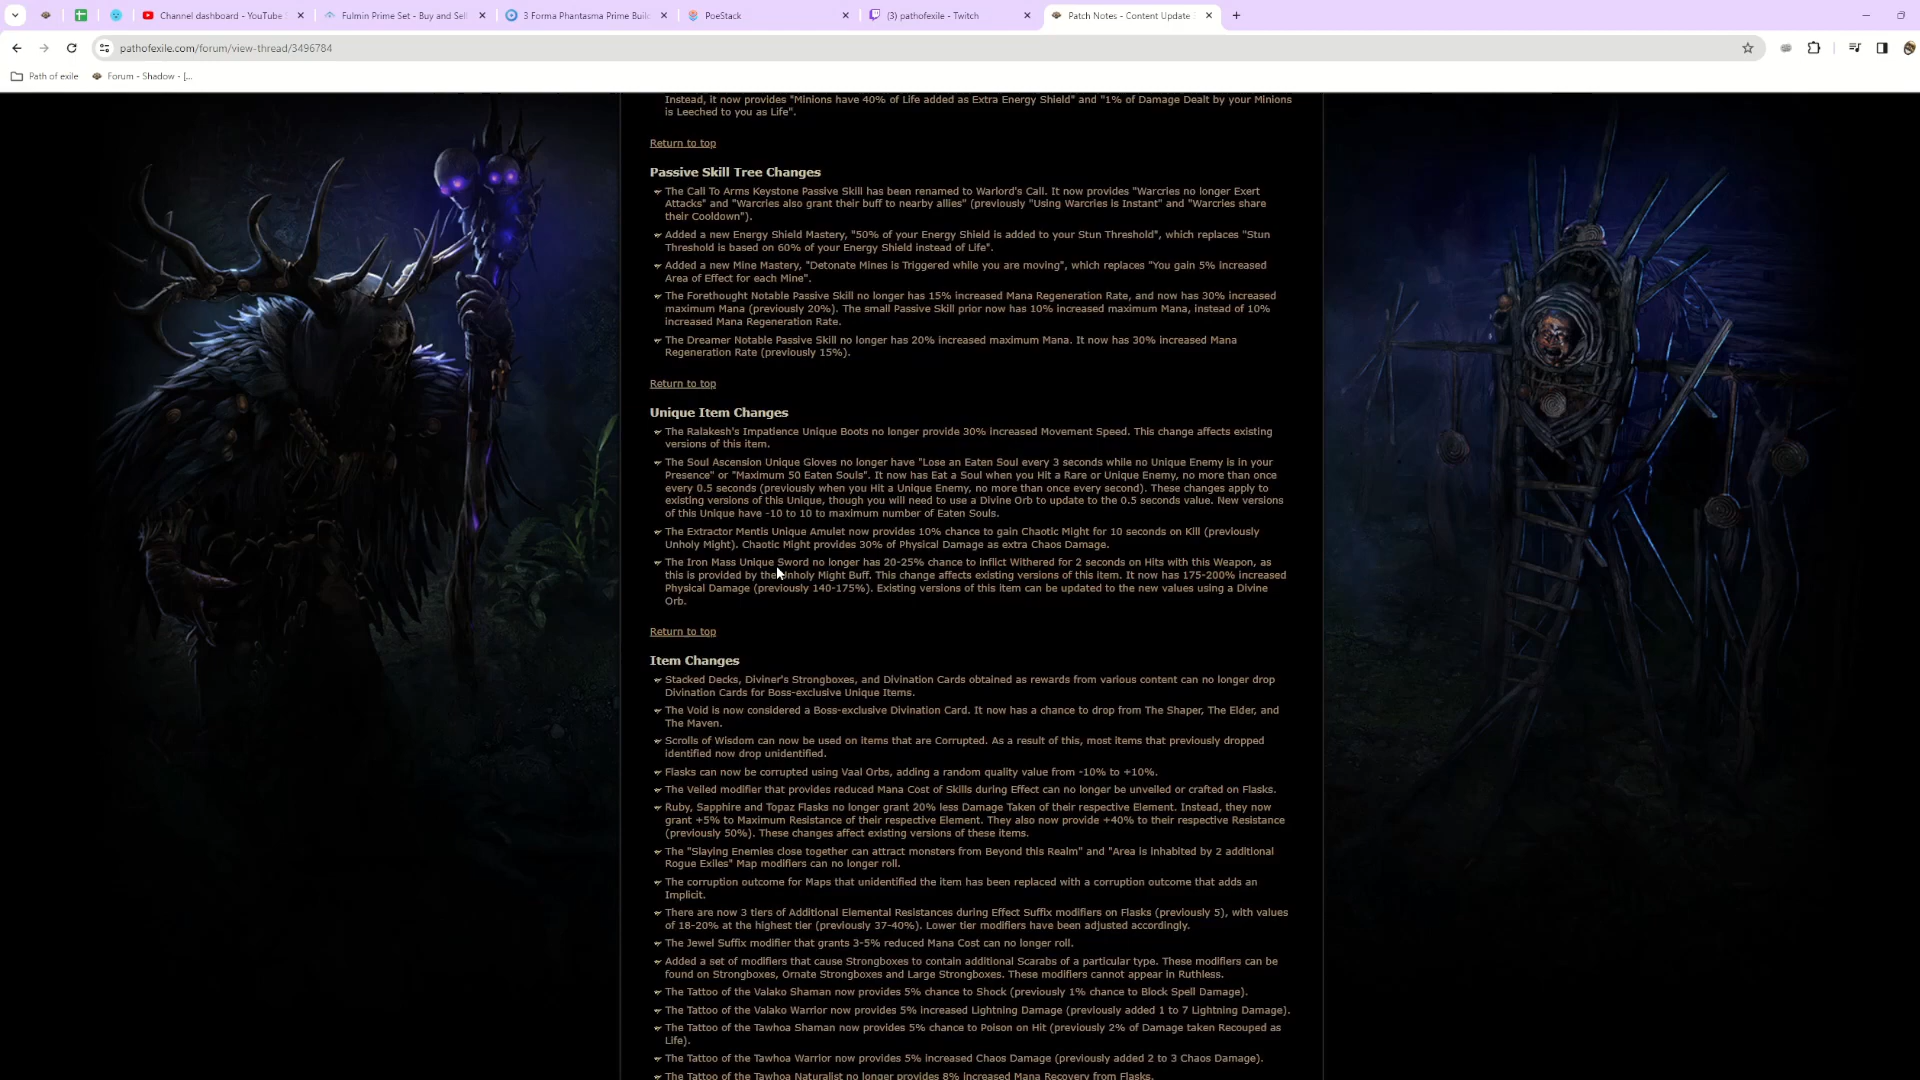 Channel dashboard - YouTube S
Fulmin Prime Set - Buy and Sell
3 Forma Phantasma Prime Build
PoeStack
(3) pathofexile - Twitch
Patch Notes - Content Update 3
pathofexile.com/forum/view-thread/3496784
Path of exile
Forum - Shadow - [...
Instead, it now provides "Minions have 40% of Life added as Extra Energy Shield" and "1% of Damage Dealt by your Minions
is Leeched to you as Life".
Return to top
Passive Skill Tree Changes
The Call To Arms Keystone Passive Skill has been renamed to Warlord's Call. It now provides "Warcries no longer Exert
Attacks" and "Warcries also grant their buff to nearby allies" (previously "Using Warcries is Instant" and "Warcries share
their Cooldown").
Added a new Energy Shield Mastery, "50% of your Energy Shield is added to your Stun Threshold", which replaces "Stun
Threshold is based on 60% of your Energy Shield instead of Life".
Added a new Mine Mastery, "Detonate Mines is Triggered while you are moving", which replaces "You gain 5% increased
Area of Effect for each Mine".
The Forethought Notable Passive Skill no longer has 15% increased Mana Regeneration Rate, and now has 30% increased
maximum Mana (previously 20%). The small Passive Skill prior now has 10% increased maximum Mana, instead of 10%
increased Mana Regeneration Rate.
The Dreamer Notable Passive Skill no longer has 20% increased maximum Mana. It now has 30% increased Mana
Regeneration Rate (previously 15%).
Return to top
Unique Item Changes
The Ralakesh's Impatience Unique Boots no longer provide 30% increased Movement Speed. This change affects existing
versions of this item.
The Soul Ascension Unique Gloves no longer have "Lose an Eaten Soul every 3 seconds while no Unique Enemy is in your
Presence" or "Maximum 50 Eaten Souls". It now has Eat a Soul when you Hit a Rare or Unique Enemy, no more than once
every 0.5 seconds (previously when you Hit a Unique Enemy, no more than once every second). These changes apply to
existing versions of this Unique, though you will need to use a Divine Orb to update to the 0.5 seconds value. New versions
of this Unique have -10 to 10 to maximum number of Eaten Souls.
The Extractor Mentis Unique Amulet now provides 10% chance to gain Chaotic Might for 10 seconds on Kill (previously
Unholy Might). Chaotic Might provides 30% of Physical Damage as extra Chaos Damage.
The Iron Mass Unique Sword no longer has 20-25% chance to inflict Withered for 2 seconds on Hits with this Weapon, as
this is provided by the Unholy Might Buff. This change affects existing versions of this item. It now has 175-200% increased
Physical Damage (previously 140-175%). Existing versions of this item can be updated to the new values using a Divine
Orb.
Return to top
Item Changes
Stacked Decks, Diviner's Strongboxes, and Divination Cards obtained as rewards from various content can no longer drop
Divination Cards for Boss-exclusive Unique Items.
The Void is now considered a Boss-exclusive Divination Card. It now has a chance to drop from The Shaper, The Elder, and
The Maven.
Scrolls of Wisdom can now be used on items that are Corrupted. As a result of this, most items that previously dropped
identified now drop unidentified.
Flasks can now be corrupted using Vaal Orbs, adding a random quality value from -10% to +10%.
The Veiled modifier that provides reduced Mana Cost of Skills during Effect can no longer be unveiled or crafted on Flasks.
Ruby, Sapphire and Topaz Flasks no longer grant 20% less Damage Taken of their respective Element. Instead, they now
grant +5% to Maximum Resistance of their respective Element. They also now provide +40% to their respective Resistance
(previously 50%). These changes affect existing versions of these items.
The "Slaying Enemies close together can attract monsters from Beyond this Realm" and "Area is inhabited by 2 additional
Rogue Exiles" Map modifiers can no longer roll.
The corruption outcome for Maps that unidentified the item has been replaced with a corruption outcome that adds an
Implicit.
There are now 3 tiers of Additional Elemental Resistances during Effect Suffix modifiers on Flasks (previously 5), with values
of 18-20% at the highest tier (previously 37-40%). Lower tier modifiers have been adjusted accordingly.
The Jewel Suffix modifier that grants 3-5% reduced Mana Cost can no longer roll.
Added a set of modifiers that cause Strongboxes to contain additional Scarabs of a particular type. These modifiers can be
found on Strongboxes, Ornate Strongboxes and Large Strongboxes. These modifiers cannot appear in Ruthless.
The Tattoo of the Valako Shaman now provides 5% chance to Shock (previously 1% chance to Block Spell Damage).
The Tattoo of the Valako Warrior now provides 5% increased Lightning Damage (previously added 1 to 7 Lightning Damage).
The Tattoo of the Tawhoa Shaman now provides 5% chance to Poison on Hit (previously 2% of Damage taken Recouped as
Life).
The Tattoo of the Tawhoa Warrior now provides 5% increased Chaos Damage (previously added 2 to 3 Chaos Damage).
The Tattoo of the Tawhoa Naturalist no longer provides 8% increased Mana Recovery from Flasks.